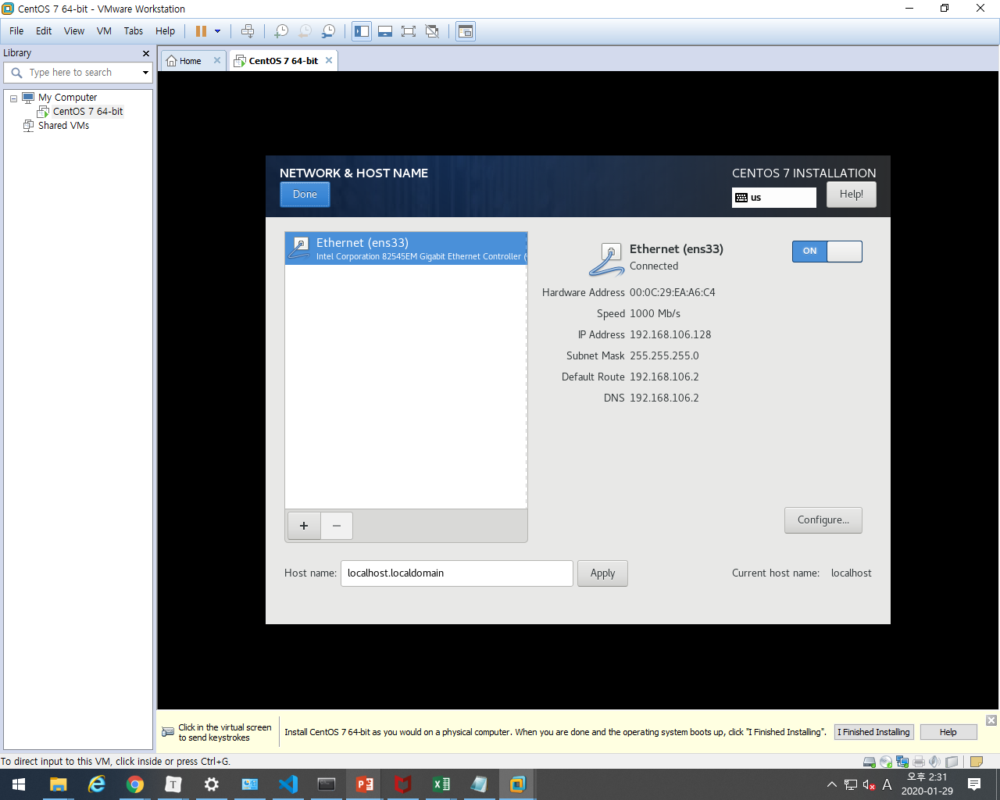 CentOS 7 64-bit - VMware Workstation
File Edit View VM Tabs Help
Library
Type here to search
My Computer
CentOS 7 64-bit
Shared VMs
Home
CentOS 7 64-bit
NETWORK & HOST NAME
Done
CENTOS 7 INSTALLATION
us
Help!
Ethernet (ens33)
Intel Corporation 82545EM Gigabit Ethernet Controller (
Ethernet (ens33)
Connected
ON
Hardware Address 00:0C:29:EA:A6:C4
Speed 1000 Mb/s
IP Address 192.168.106.128
Subnet Mask 255.255.255.0
Default Route 192.168.106.2
DNS 192.168.106.2
+ −
Configure...
Host name: localhost.localdomain Apply
Current host name: localhost
Click in the virtual screen
to send keystrokes
Install CentOS 7 64-bit as you would on a physical computer. When you are done and the operating system boots up, click "I Finished Installing".
I Finished Installing
Help
To direct input to this VM, click inside or press Ctrl+G.
A
오후 2:31
2020-01-29